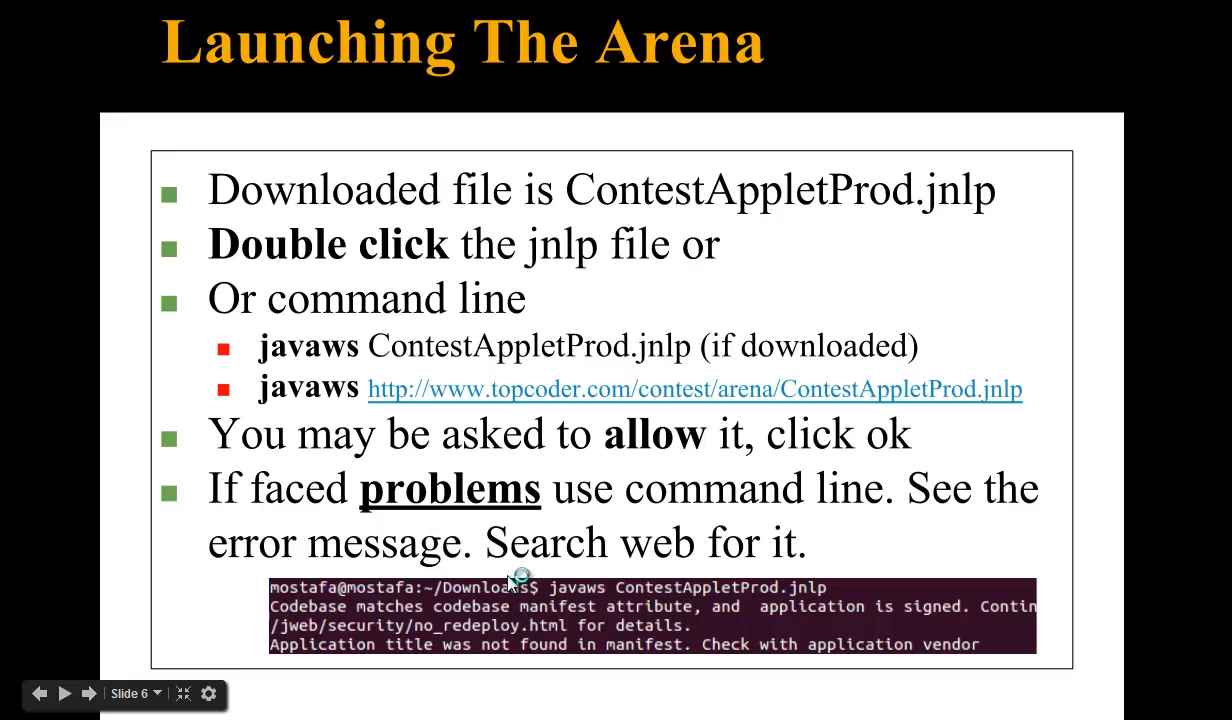 Launching The Arena
Downloaded file is ContestAppletProd.jnlp
Double click the jnlp file or
Or command line
javaws ContestAppletProd.jnlp (if downloaded)
javaws http://www.topcoder.com/contest/arena/ContestAppletProd.jnlp
You may be asked to allow it, click ok
If faced problems use command line. See the
error message. Search web for it.
mostafa@mostafa:~/Downloads$ javaws ContestAppletProd.jnlp
Codebase matches codebase manifest attribute, and  application is signed. Contin
/jweb/security/no_redeploy.html for details.
Application title was not found in manifest. Check with application vendor
Slide 6